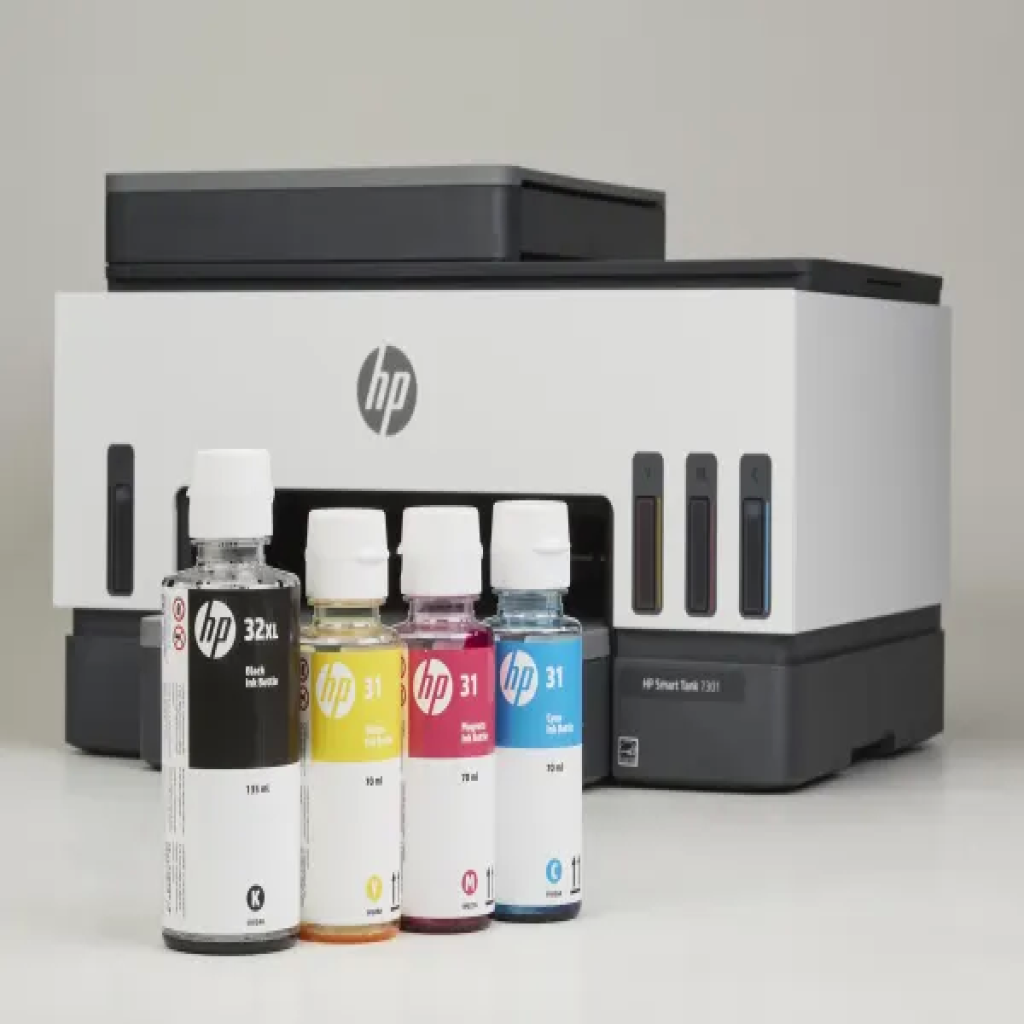 hp
Y
M
C
HP Smart Tank 7301
hp 32XL
Black
Ink Bottle
135 ml
K
hp 31
Yellow
Ink Bottle
70 ml
Y
hp 31
Magenta
Ink Bottle
70 ml
M
hp 31
Cyan
Ink Bottle
70 ml
C